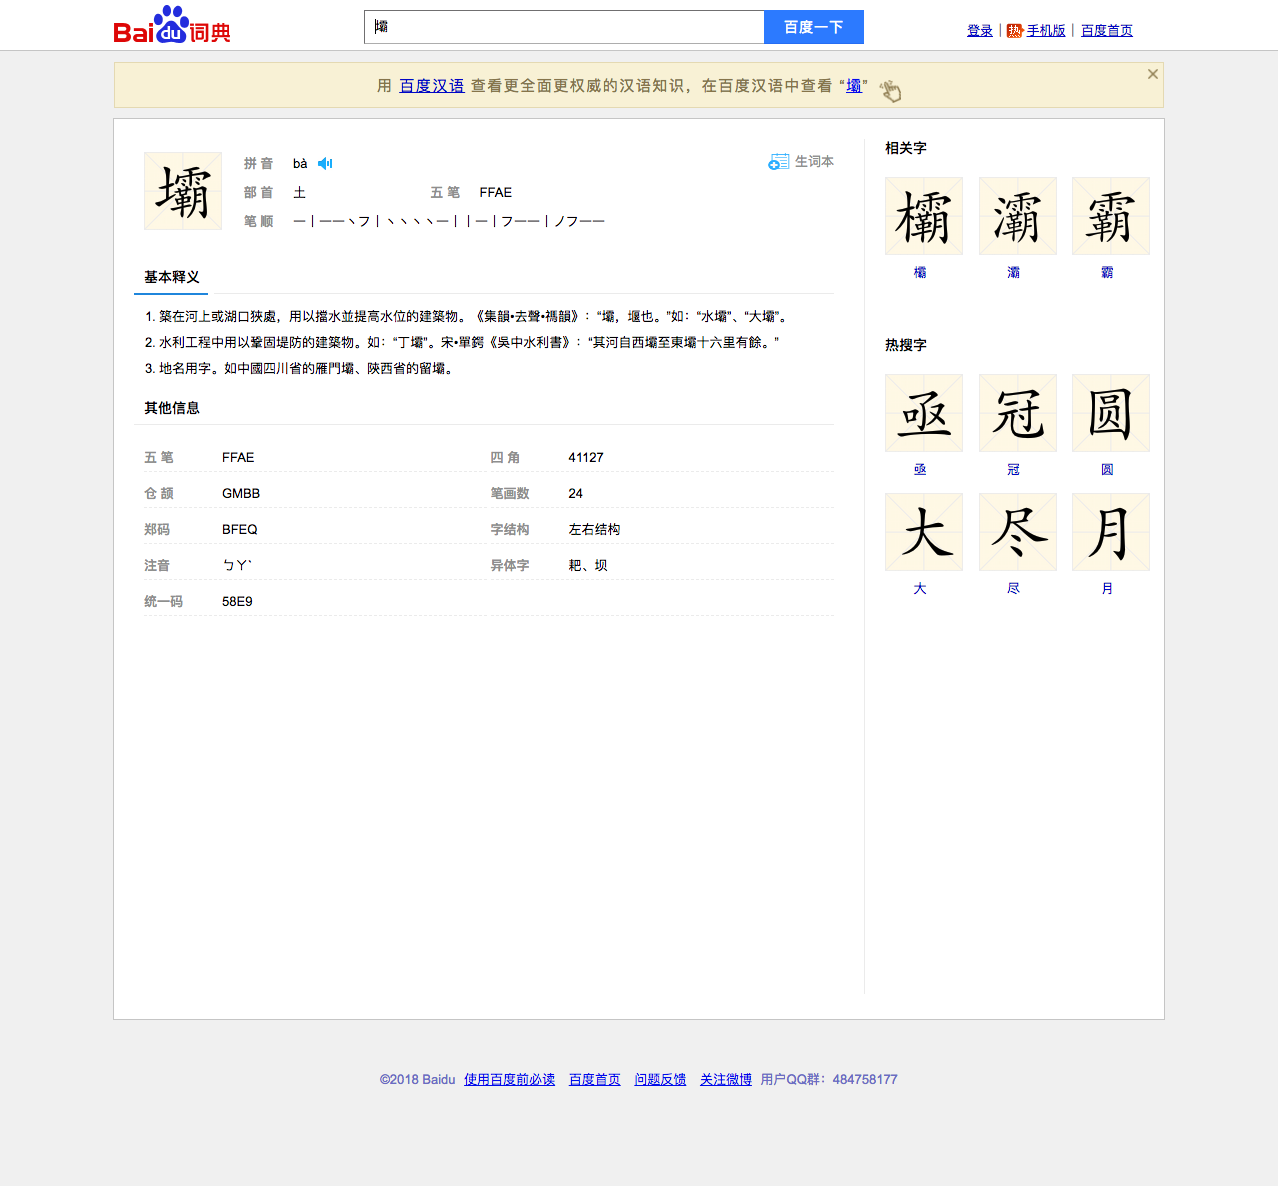 Baidu词典
壩
百度一下
登录 | 热 手机版 | 百度首页
用 百度汉语 查看更全面更权威的汉语知识，在百度汉语中查看 “壩”
壩
拼 音 bà
生词本
部 首 土 五 笔 FFAE
笔 顺 一丨一一丶フ丨丶丶丶丶一丨丨一丨フ一一丨ノフ一一
基本释义
1. 築在河上或湖口狹處，用以擋水並提高水位的建築物。《集韻•去聲•禡韻》：“壩，堰也。”如：“水壩”、“大壩”。
2. 水利工程中用以鞏固堤防的建築物。如：“丁壩”。宋•單鍔《吳中水利書》：“其河自西壩至東壩十六里有餘。”
3. 地名用字。如中國四川省的雁門壩、陝西省的留壩。
其他信息
五 笔 FFAE 四 角 41127
仓 颉 GMBB 笔画数 24
郑码 BFEQ 字结构 左右结构
注音 ㄅㄚˋ 异体字 耙、坝
统一码 58E9
相关字
欛 灞 霸
欛 灞 霸
热搜字
亟 冠 圆
亟 冠 圆
大 尽 月
大 尽 月
©2018 Baidu 使用百度前必读 百度首页 问题反馈 关注微博 用户QQ群：484758177